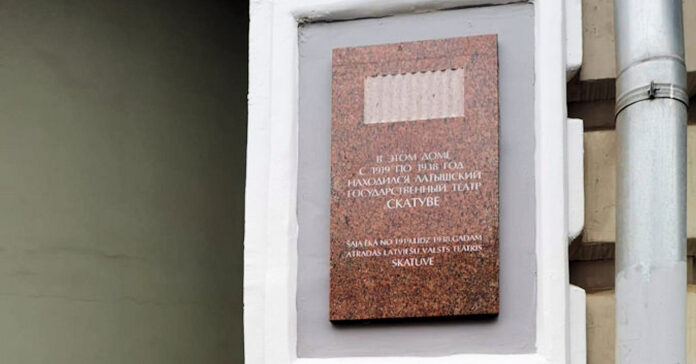 В ЭТОМ ДОМЕ
С 1919 ПО 1938 ГОД
НАХОДИЛСЯ ЛАТЫШСКИЙ
ГОСУДАРСТВЕННЫЙ ТЕАТР
„СКАТУВЕ
ŠAJĀ ĒKĀ NO 1919. LĪDZ 1938. GADAM
ATRADĀS LATVIEŠU VALSTS TEĀTRIS
SKATUVE